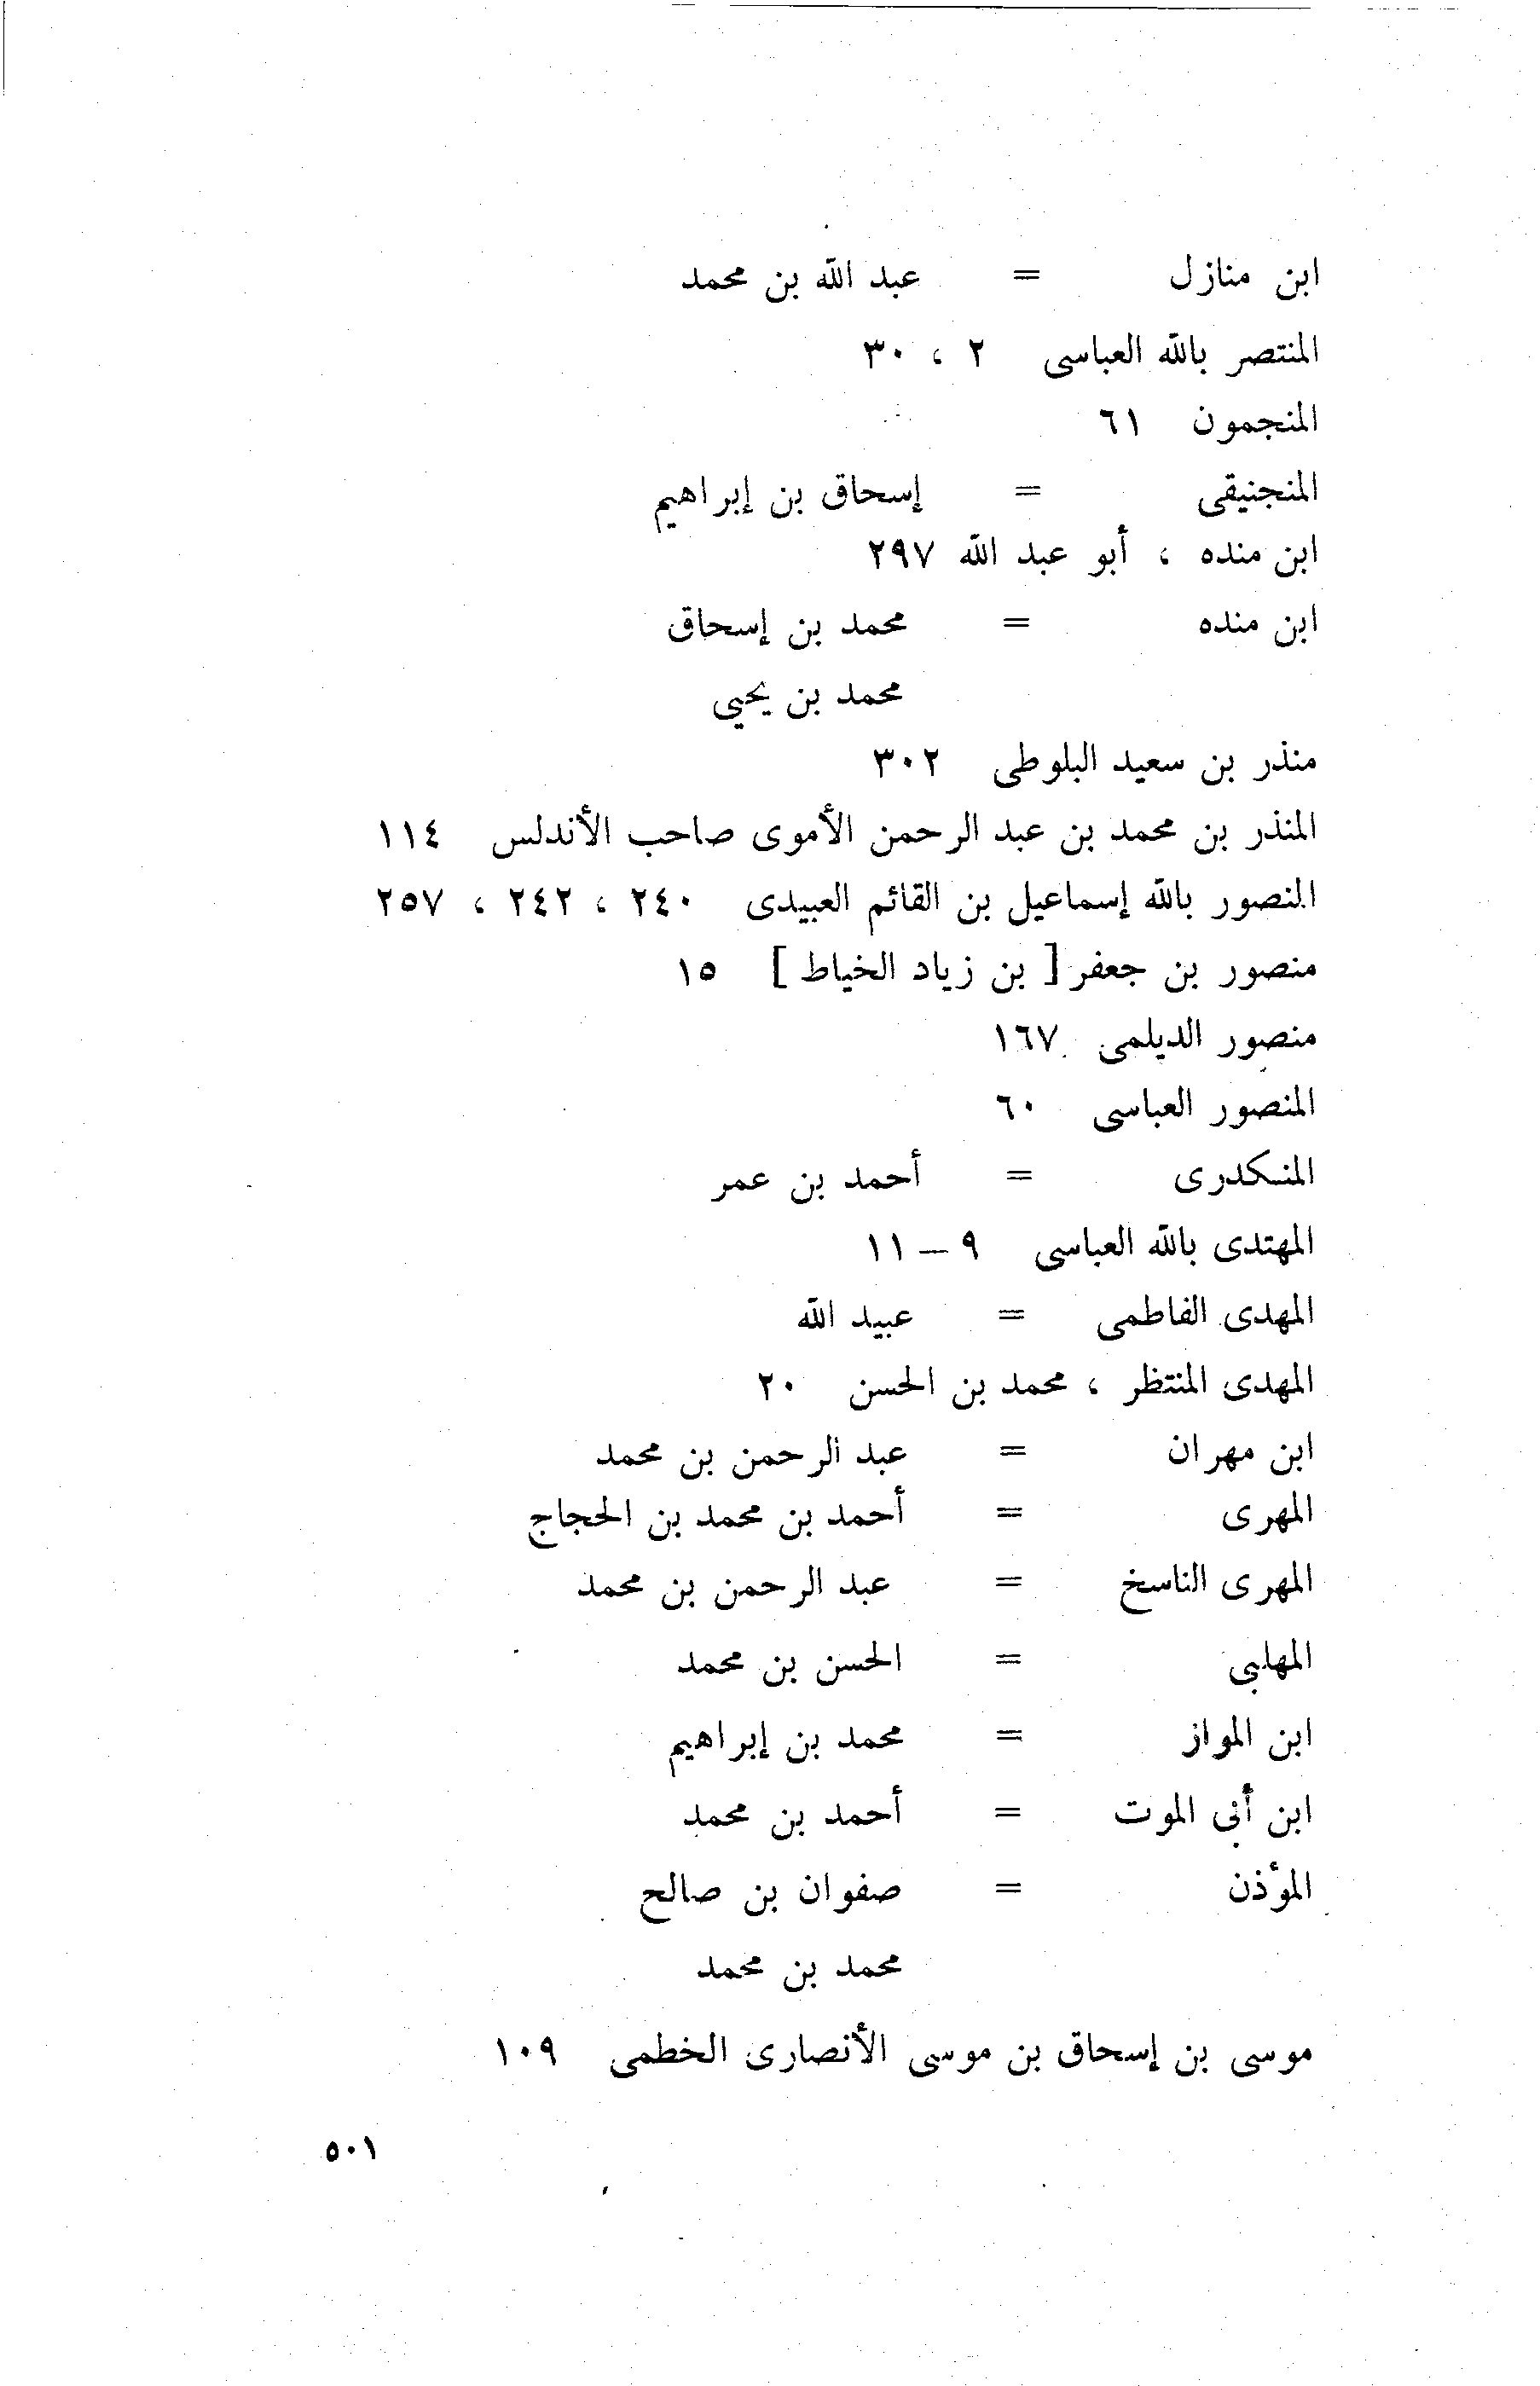 ابن منازل = عبد الله بن محمد
المنتصر بالله العباسى ٢ ، ٣٠
المنجمون ٦١
المنجنيقى = إسحاق بن إبراهيم
ابن منده ، أبو عبد الله ٢٩٧
ابن منده = محمد بن إسحاق
محمد بن يحيى
منذر بن سعيد البلوطى ٣٠٢
المنذر بن محمد بن عبد الرحمن الأموى صاحب الأندلس ١١٤
المنصور بالله إسماعيل بن القائم العبيدى ٢٤٠ ، ٢٤٢ ، ٢٥٧
منصور بن جعفر [ بن زياد الخياط ] ١٥
منصور الديلمى ١٦٧
المنصور العباسى ٦٠
المنكدرى = أحمد بن عمر
المهتدى بالله العباسى ٩ – ١١
المهدى الفاطمى = عبيد الله
المهدى المنتظر ، محمد بن الحسن ٢٠
ابن مهران = عبد الرحمن بن محمد
المهرى = أحمد بن محمد بن الحجاج
المهرى الناسخ = عبد الرحمن بن محمد
المهلبى = الحسن بن محمد
ابن المواز = محمد بن إبراهيم
ابن أبى الموت = أحمد بن محمد
المؤذن = صفوان بن صالح
محمد بن محمد
موسى بن إسحاق بن موسى الأنصارى الخطمى ١٠٩
٥٠١